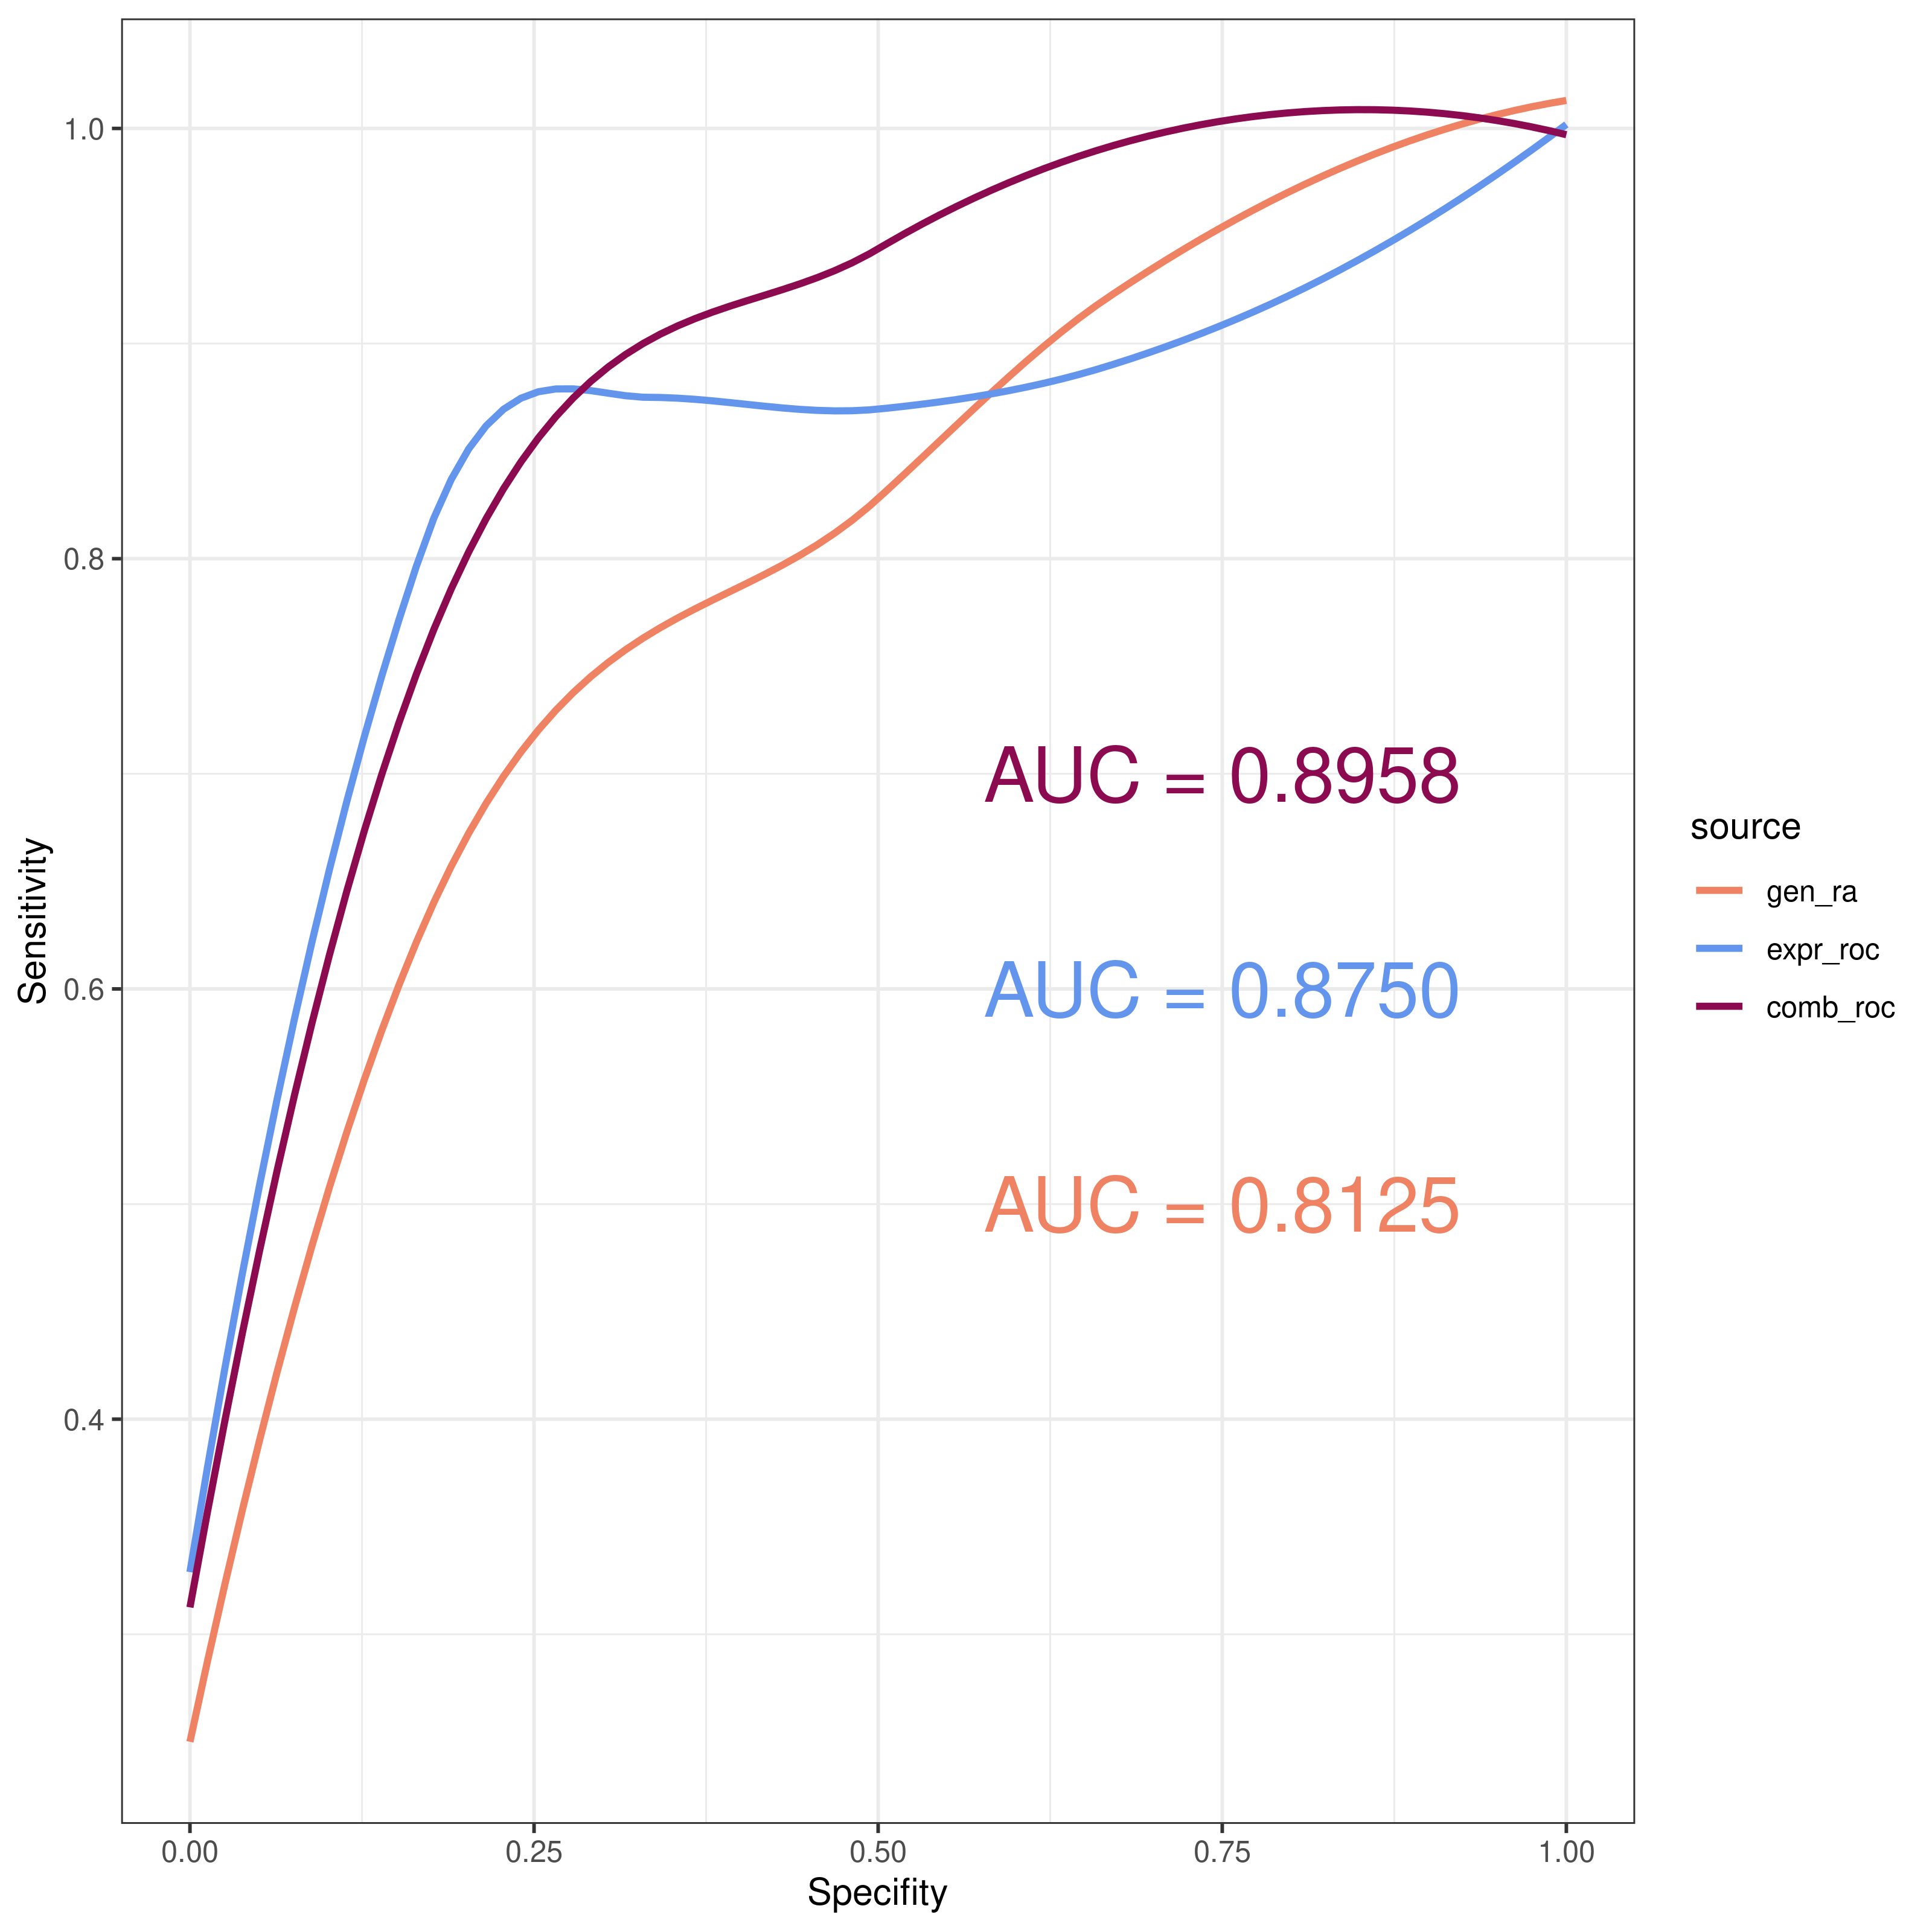 1.0
0.8
0.6
0.4
Sensitivity
0.00 0.25 0.50 0.75 1.00
Specifity
AUC = 0.8958
AUC = 0.8750
AUC = 0.8125
source
gen_ra
expr_roc
comb_roc